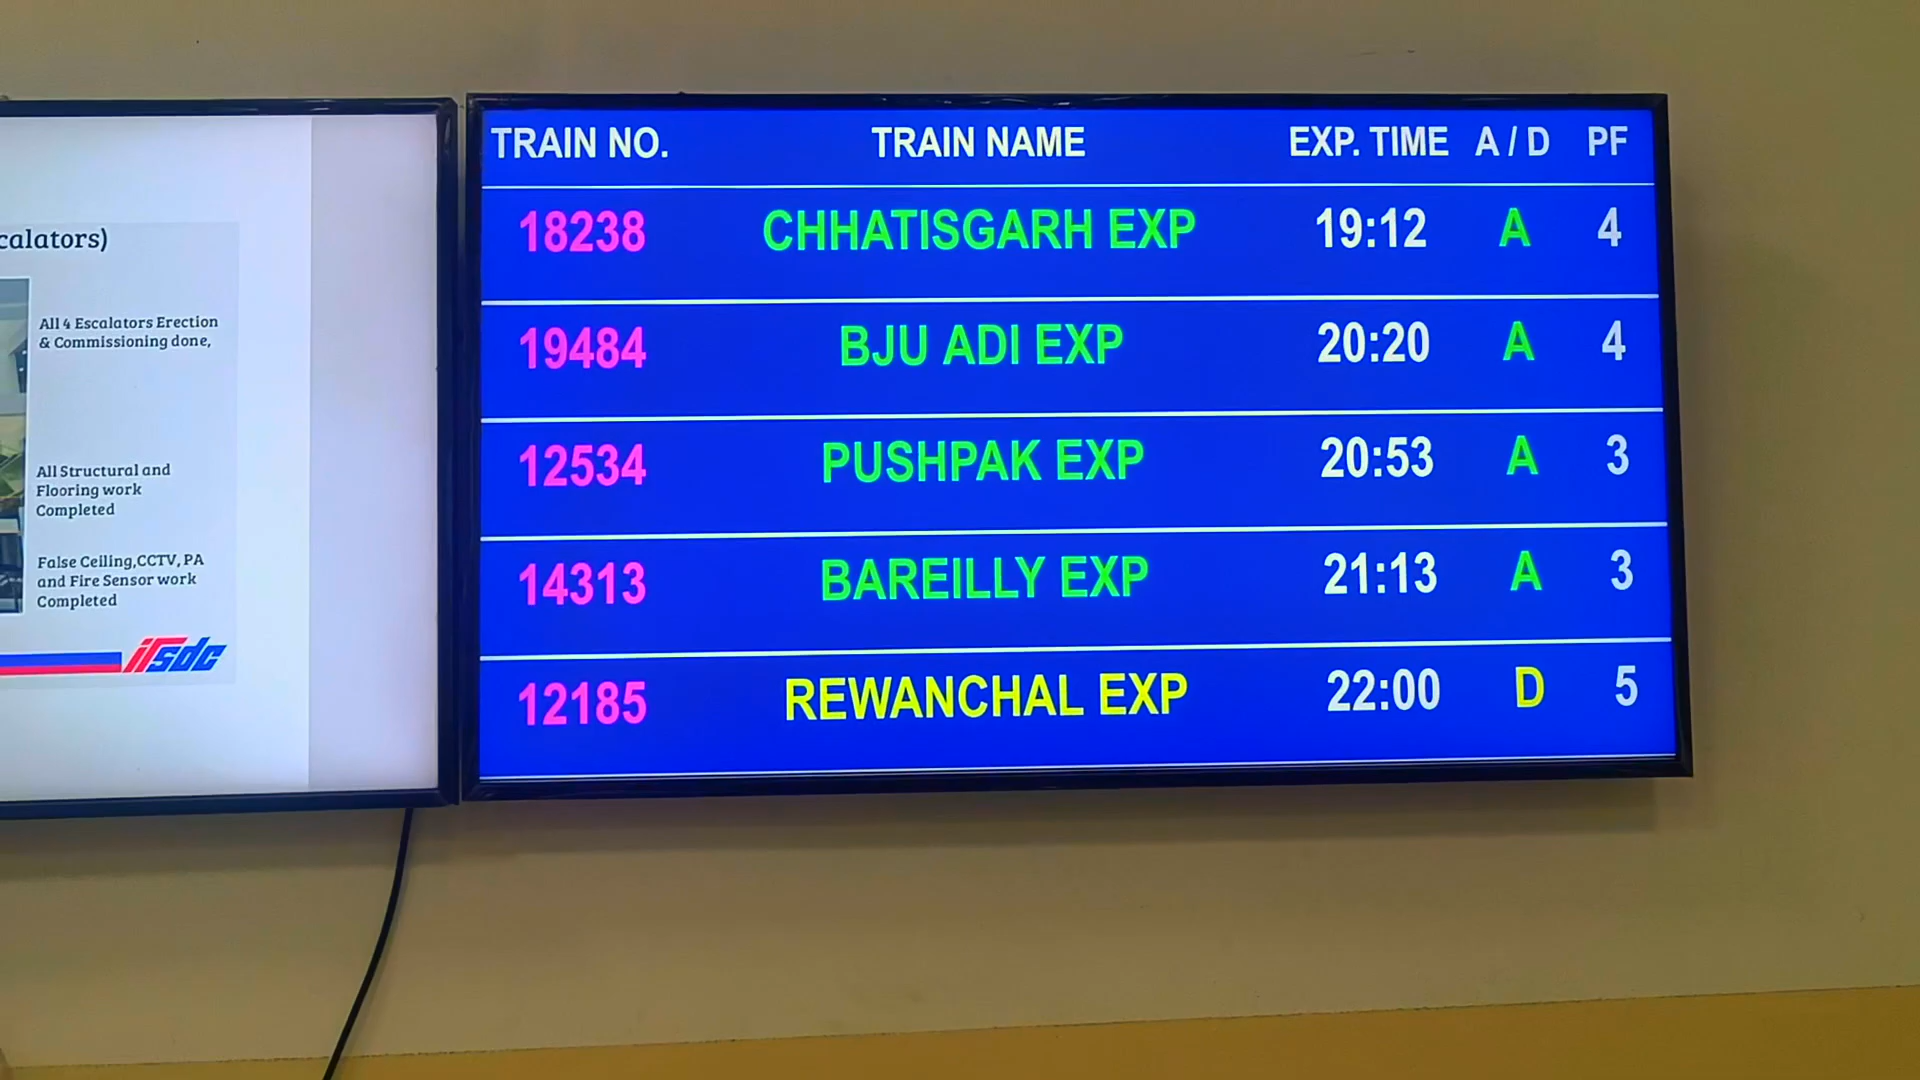 calators)
All 4 Escalators Erection
& Commissioning done,
All Structural and
Flooring work
Completed
False Ceiling,CCTV, PA
and Fire Sensor work
Completed
irsdc
TRAIN NO. TRAIN NAME EXP. TIME A / D PF
18238 CHHATISGARH EXP 19:12 A 4
19484 BJU ADI EXP 20:20 A 4
12534 PUSHPAK EXP 20:53 A 3
14313 BAREILLY EXP 21:13 A 3
12185 REWANCHAL EXP 22:00 D 5